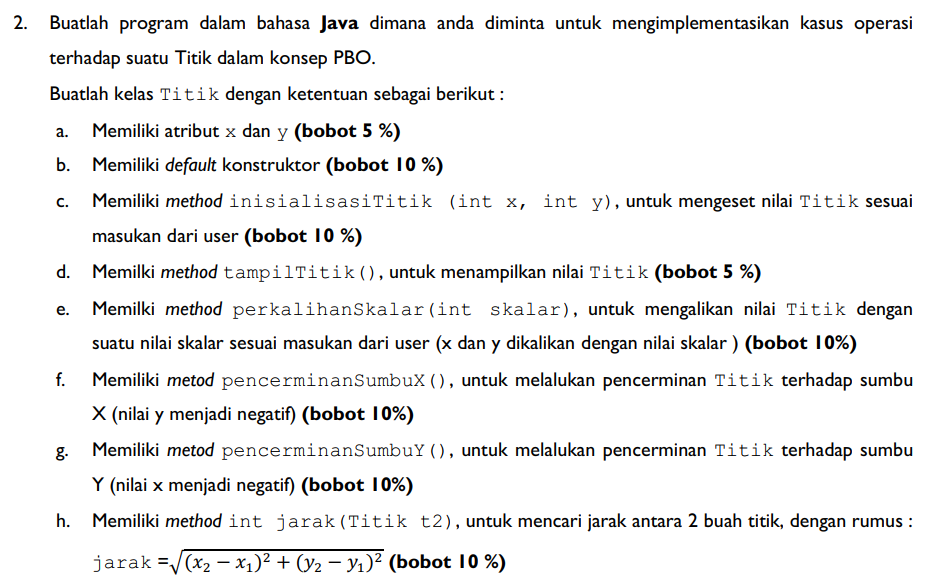 2. Buatlah program dalam bahasa Java dimana anda diminta untuk mengimplementasikan kasus operasi
terhadap suatu Titik dalam konsep PBO.
Buatlah kelas Titik dengan ketentuan sebagai berikut :
a. Memiliki atribut x dan y (bobot 5 %)
b. Memiliki default konstruktor (bobot 10 %)
c. Memiliki method inisialisasiTitik (int x, int y), untuk mengeset nilai Titik sesuai
masukan dari user (bobot 10 %)
d. Memilki method tampilTitik(), untuk menampilkan nilai Titik (bobot 5 %)
e. Memilki method perkalihanSkalar(int skalar), untuk mengalikan nilai Titik dengan
suatu nilai skalar sesuai masukan dari user (x dan y dikalikan dengan nilai skalar ) (bobot 10%)
f. Memiliki metod pencerminanSumbuX(), untuk melalukan pencerminan Titik terhadap sumbu
X (nilai y menjadi negatif) (bobot 10%)
g. Memiliki metod pencerminanSumbuY(), untuk melalukan pencerminan Titik terhadap sumbu
Y (nilai x menjadi negatif) (bobot 10%)
h. Memiliki method int jarak(Titik t2), untuk mencari jarak antara 2 buah titik, dengan rumus :
jarak =√(x₂ − x₁)² + (y₂ − y₁)² (bobot 10 %)